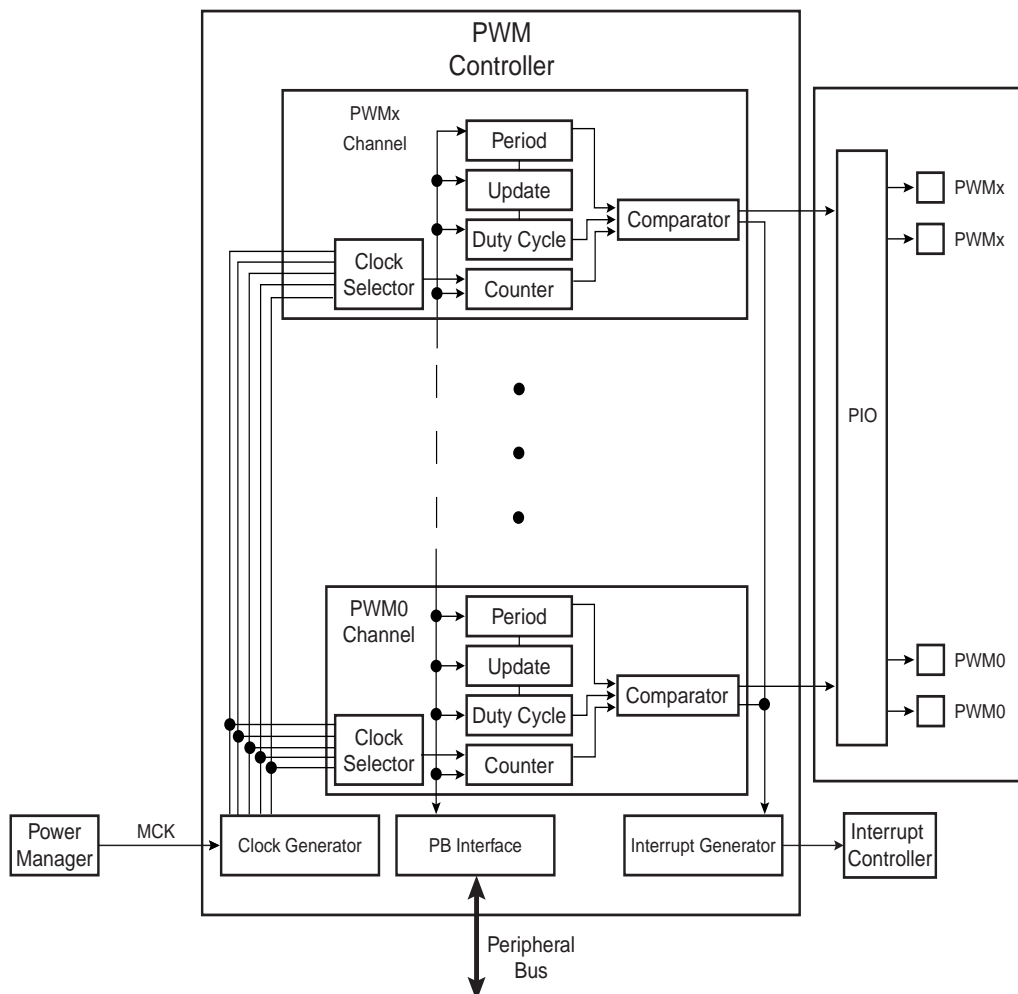 PWM
Controller
PWMx
Channel
Period
Update
Duty Cycle
Counter
Clock
Selector
Comparator
PIO
PWMx
PWMx
PWM0
Channel
Period
Update
Duty Cycle
Counter
Clock
Selector
Comparator
PWM0
PWM0
Power
Manager
MCK
Clock Generator
PB Interface
Interrupt Generator
Interrupt
Controller
Peripheral
Bus